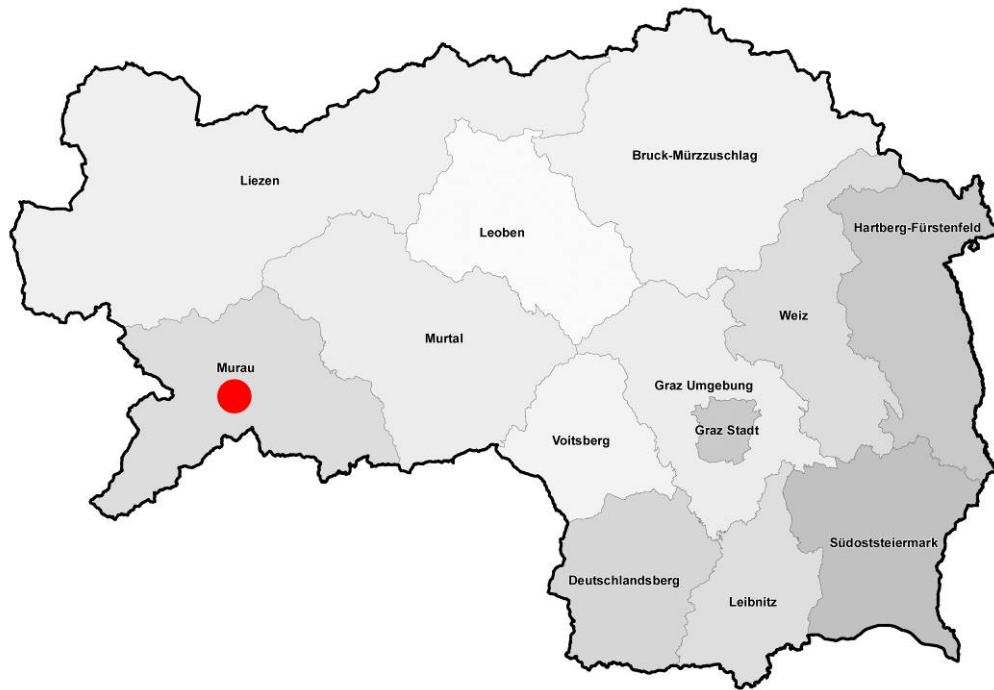 Bruck-Mürzzuschlag
Liezen
Hartberg-Fürstenfeld
Leoben
Weiz
Murtal
Murau
Graz Umgebung
Graz Stadt
Voitsberg
Südoststeiermark
Deutschlandsberg
Leibnitz